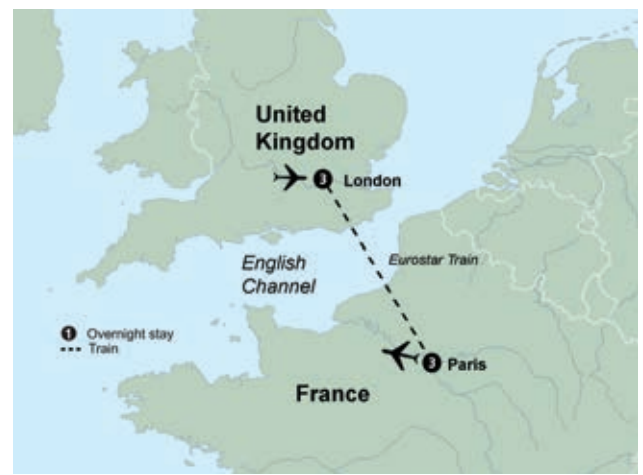 United
Kingdom
3 London
English
Channel
Eurostar Train
1 Overnight stay
Train
3 Paris
France